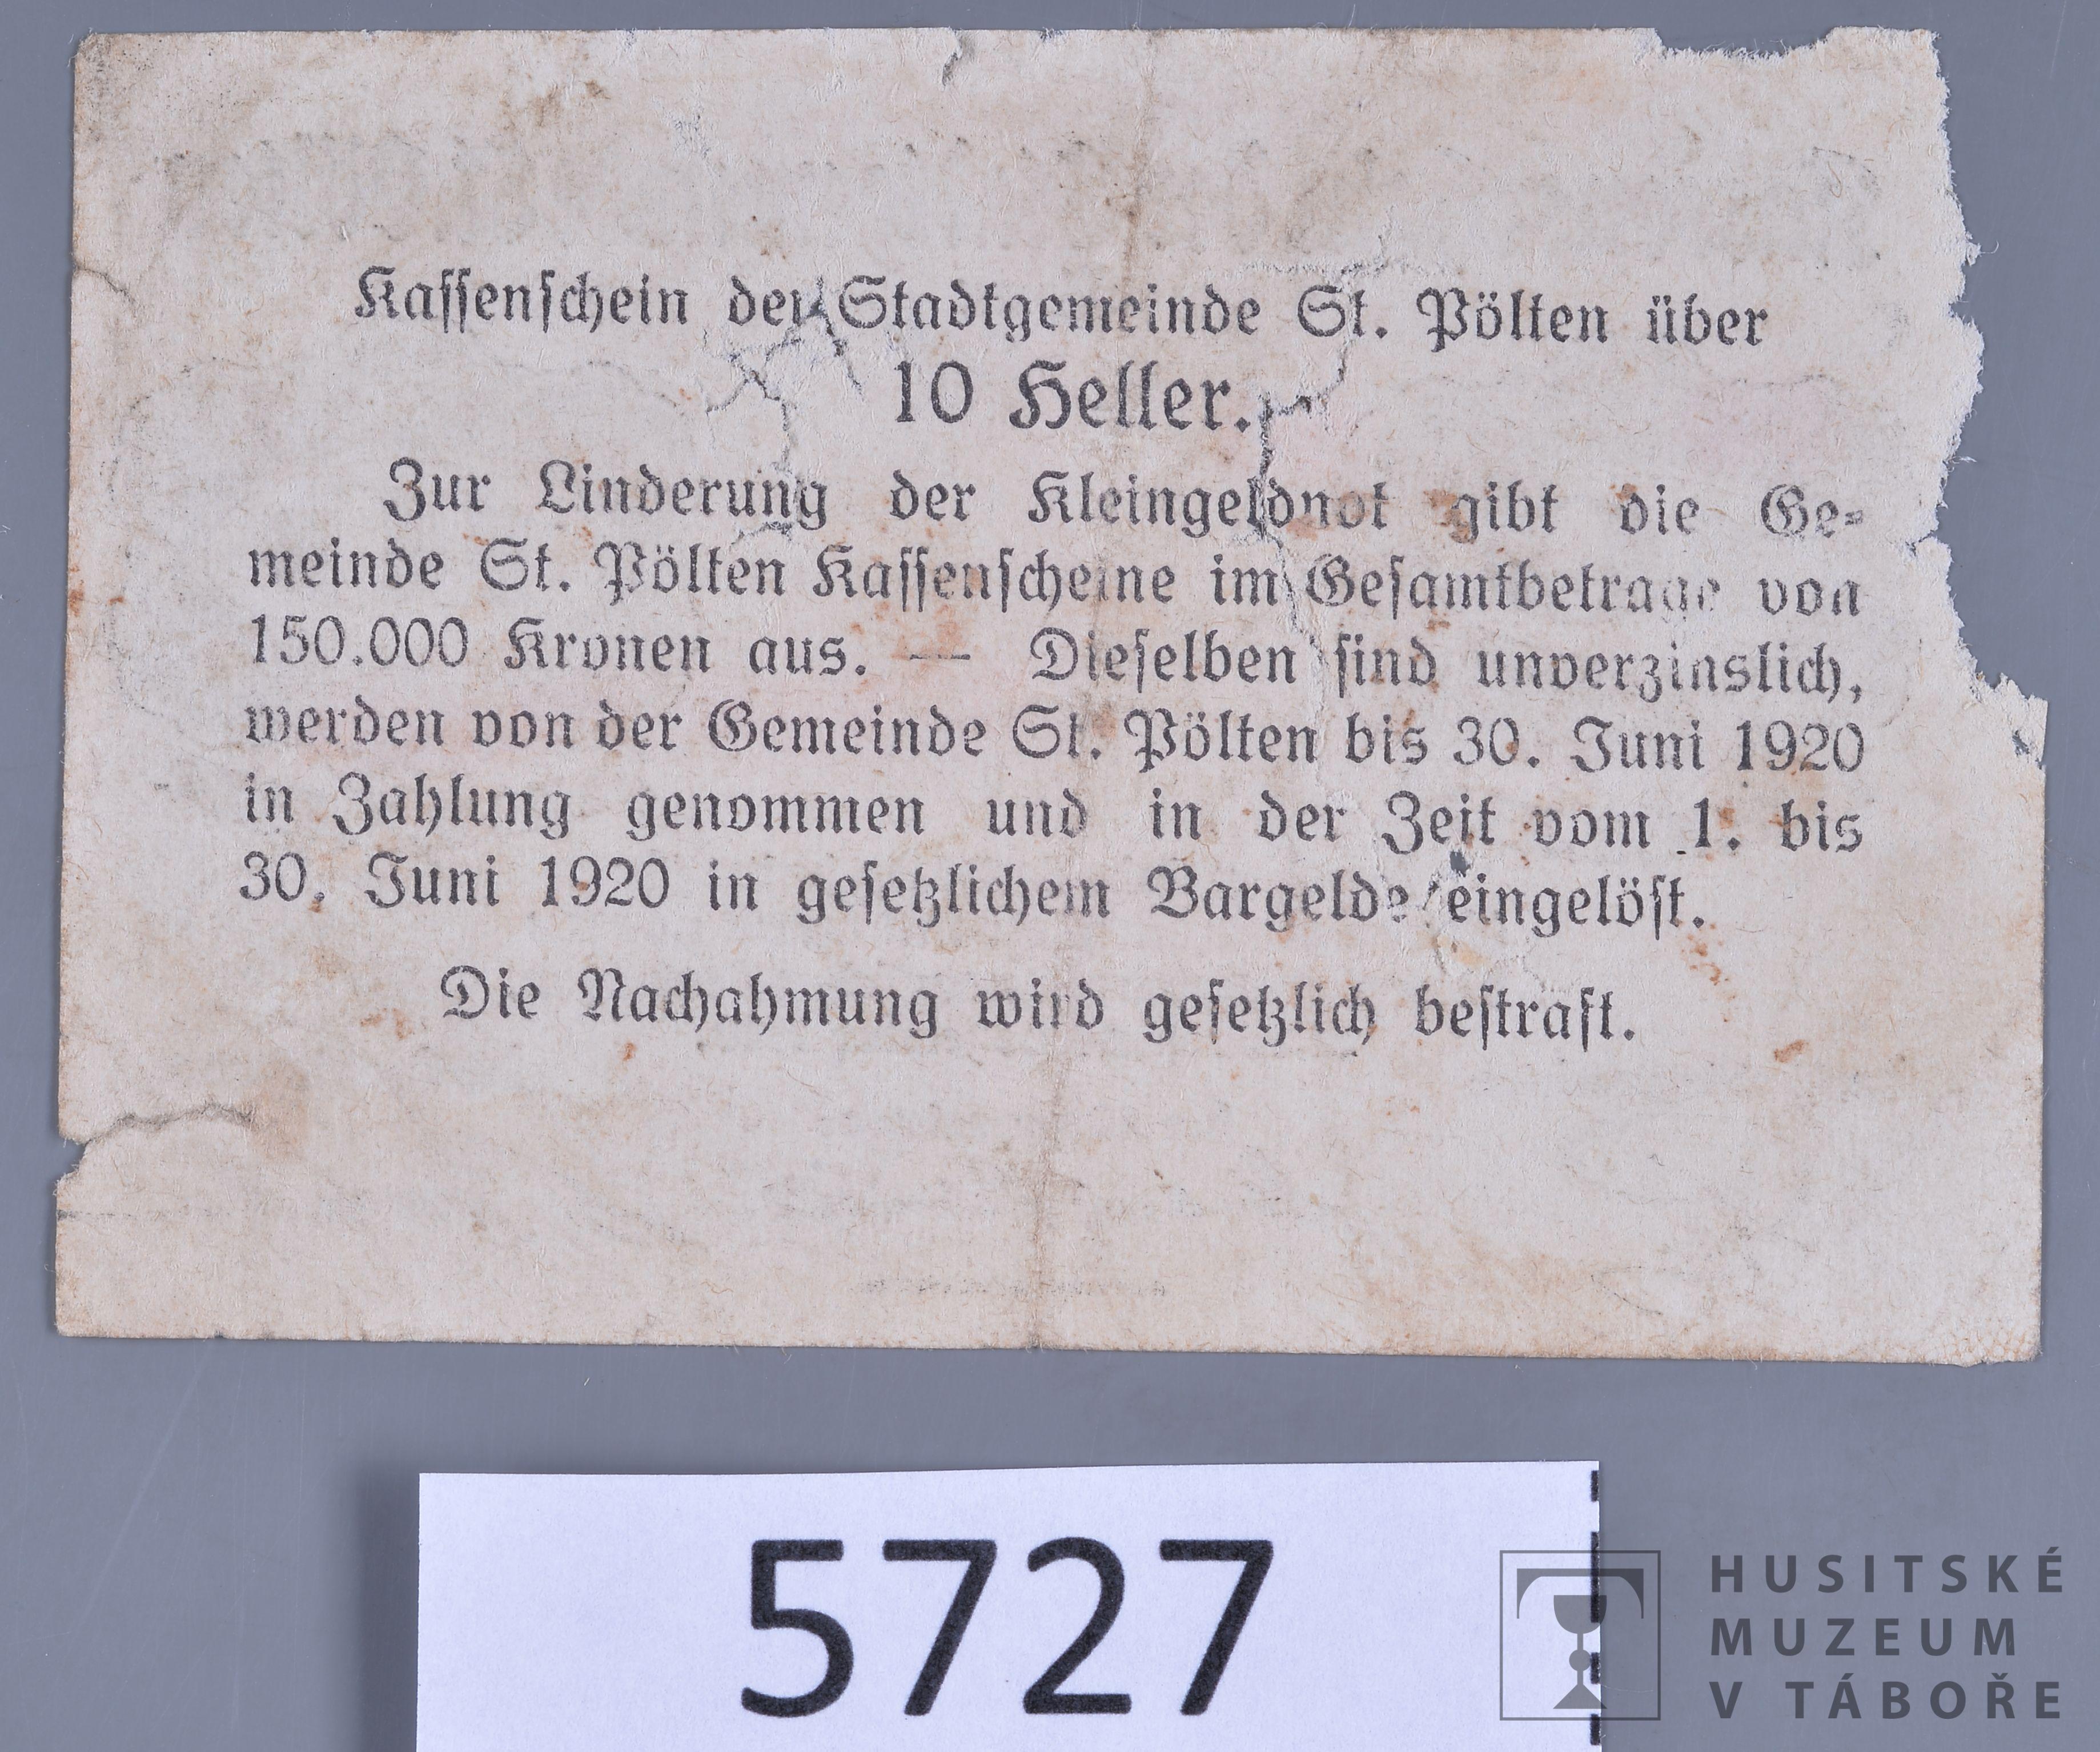 Kassenschein der Stadtgemeinde St. Pölten über
10 Heller.
Zur Linderung der Kleingeldnot gibt die Ge-
meinde St. Pölten Kassenscheine im Gesamtbetrage von
150.000 Kronen aus. — Dieselben sind unverzinslich,
werden von der Gemeinde St. Pölten bis 30. Juni 1920
in Zahlung genommen und in der Zeit vom 1. bis
30. Juni 1920 in gesetzlichem Bargelde eingelöst.
Die Nachahmung wird gesetzlich bestraft.
5727
HUSITSKÉ
MUZEUM
V TÁBOŘE